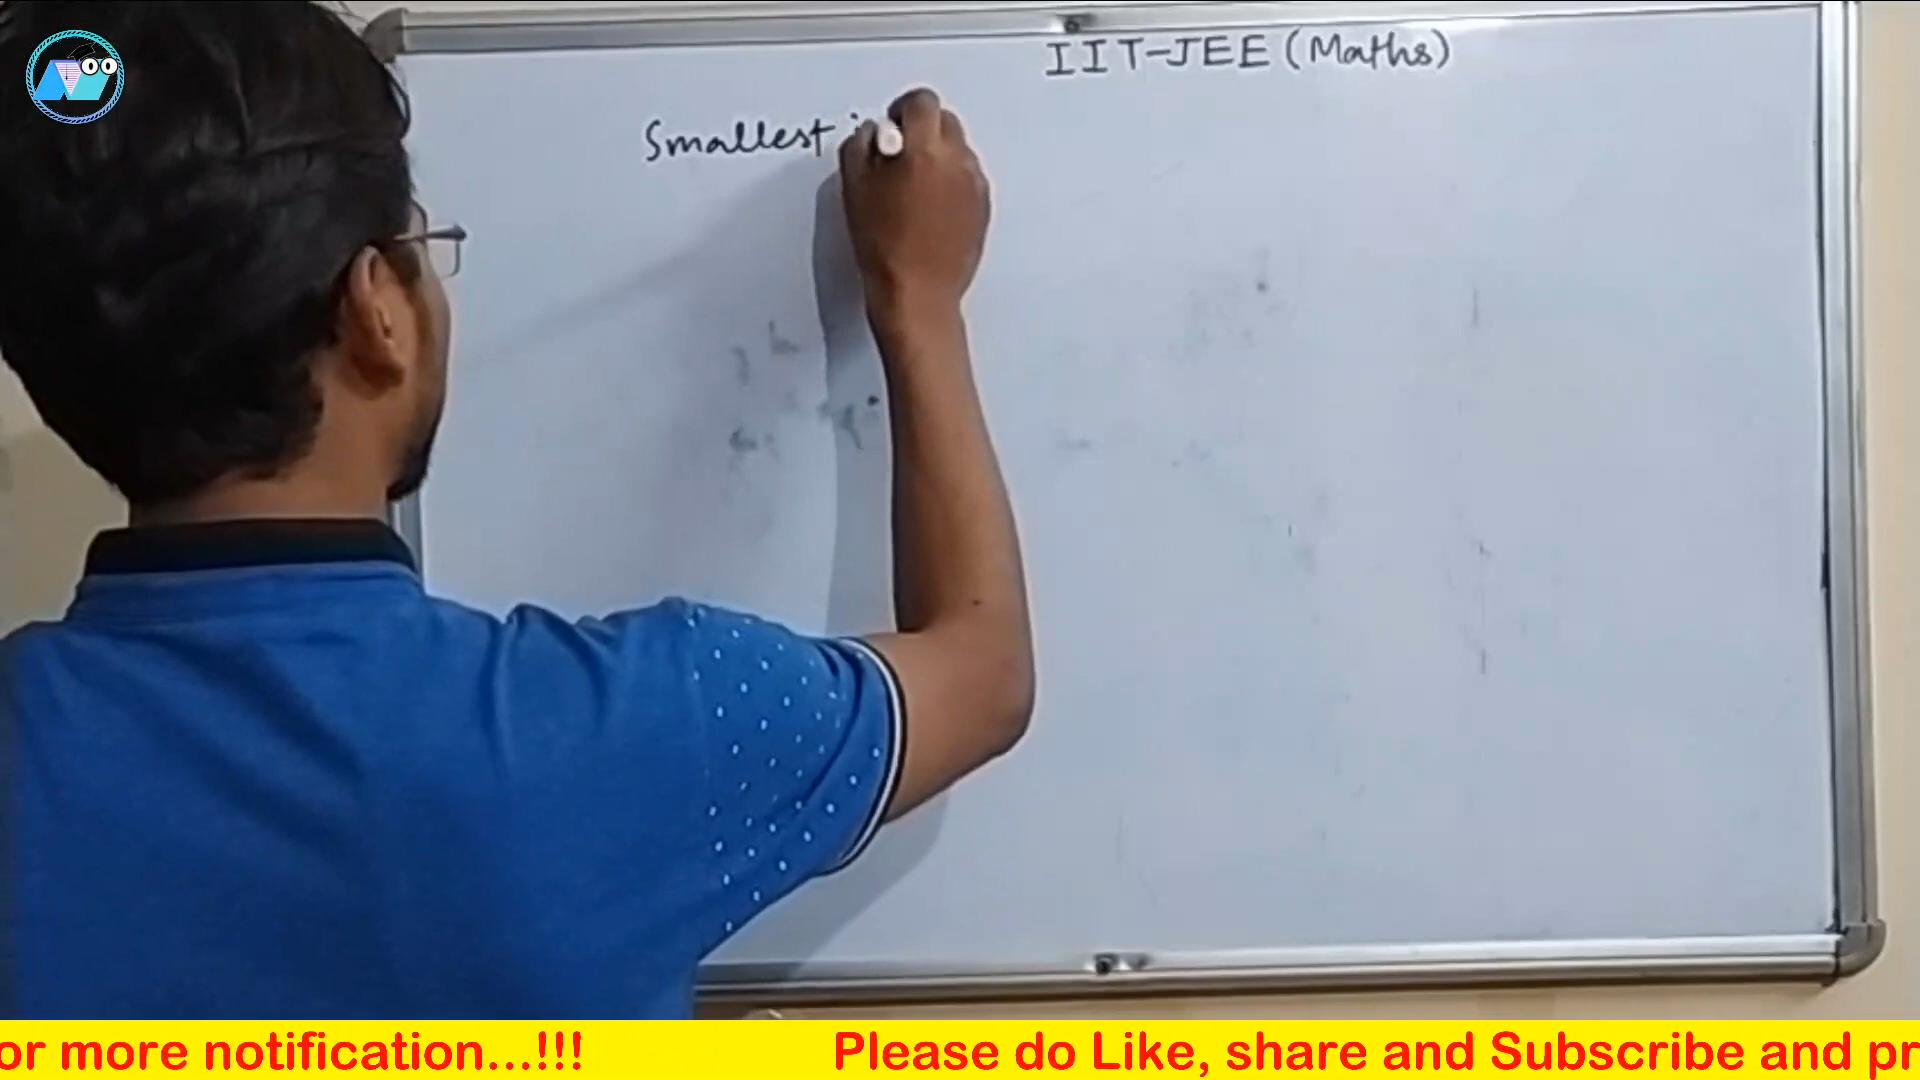 IIT-JEE (Maths)
Smallest
or more notification...!!! Please do Like, share and Subscribe and pr